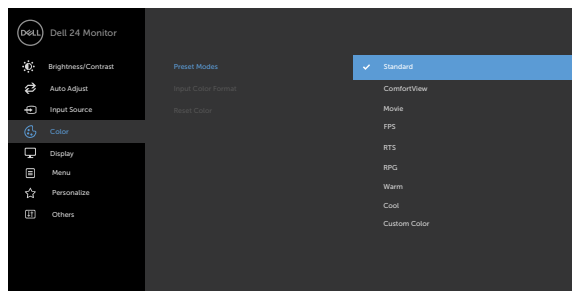 DELL Dell 24 Monitor
Brightness/Contrast
Auto Adjust
Input Source
Color
Display
Menu
Personalize
Others
Preset Modes
Input Color Format
Reset Color
Standard
ComfortView
Movie
FPS
RTS
RPG
Warm
Cool
Custom Color